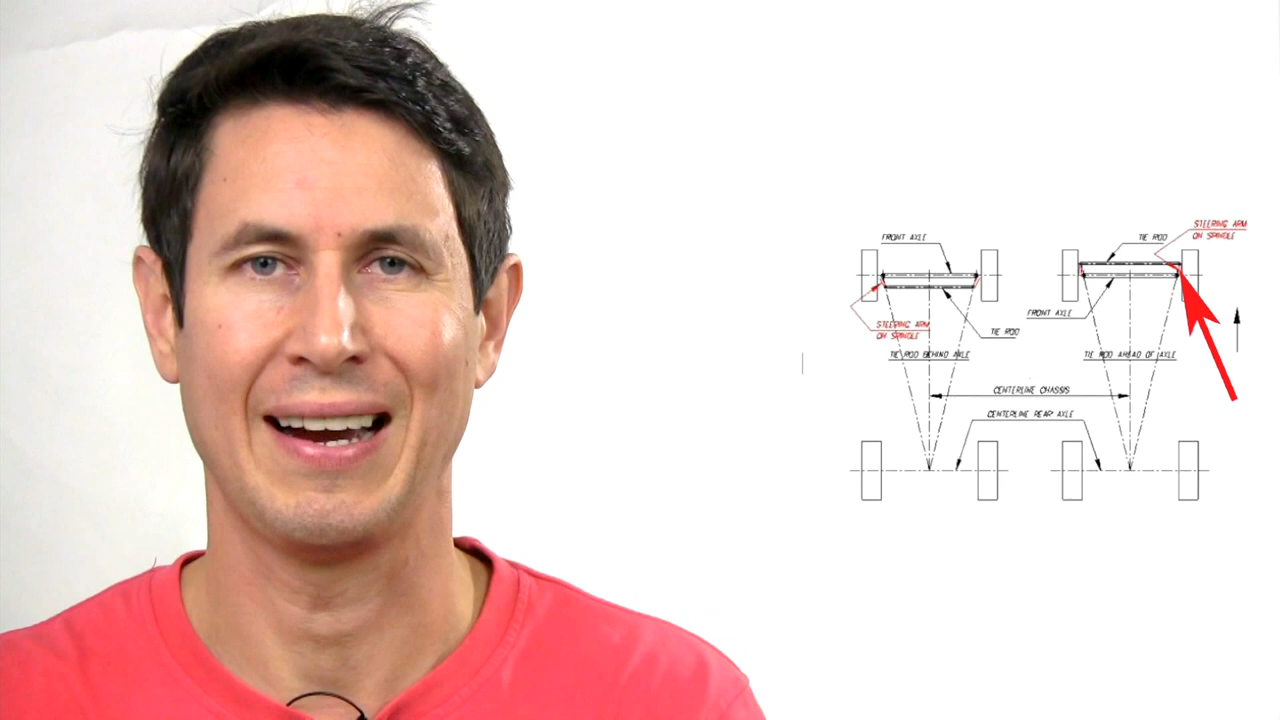 FRONT AXLE
STEERING ARM
ON SPINDLE
TIE ROD
TIE ROD BEHIND AXLE
TIE ROD
STEERING ARM
ON SPINDLE
FRONT AXLE
TIE ROD AHEAD OF AXLE
CENTERLINE CHASSIS
CENTERLINE REAR AXLE